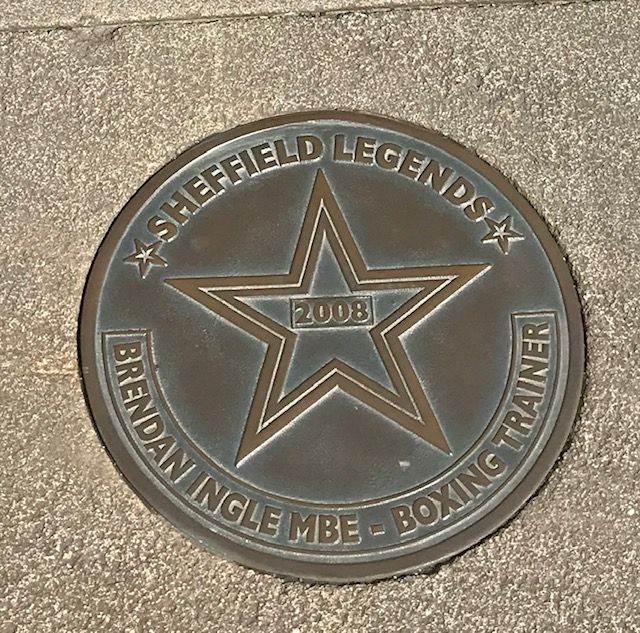 SHEFFIELD LEGENDS
2008
BRENDAN INGLE MBE - BOXING TRAINER